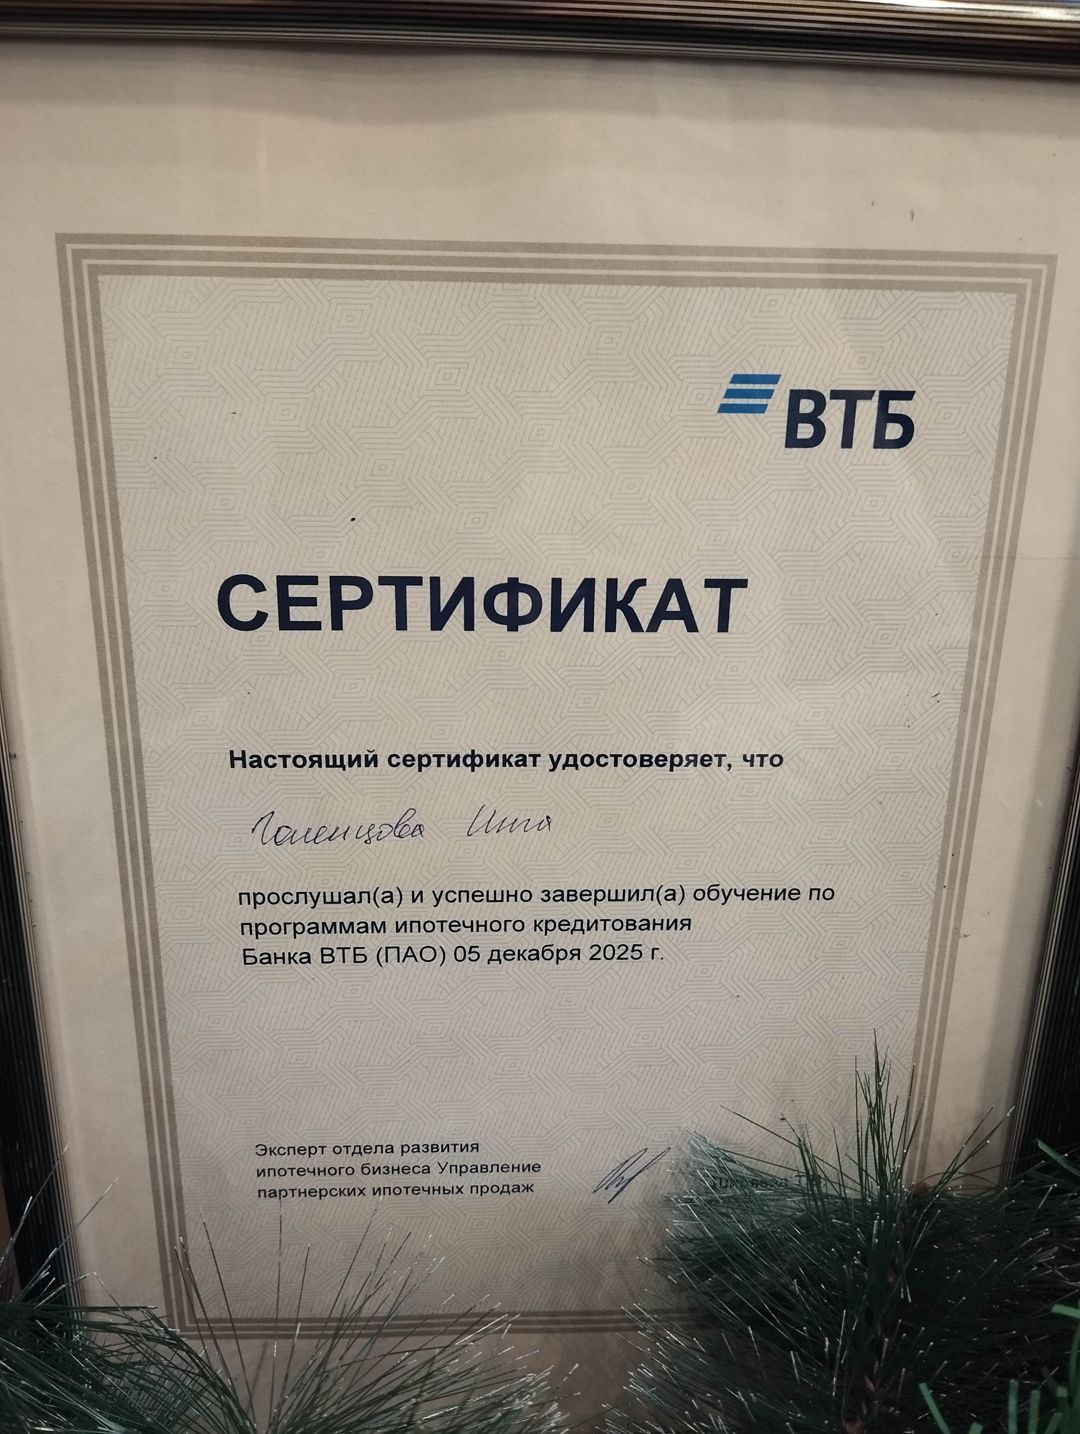 ВТБ
СЕРТИФИКАТ
Настоящий сертификат удостоверяет, что
Голенцова Инга
прослушал(а) и успешно завершил(а) обучение по
программам ипотечного кредитования
Банка ВТБ (ПАО) 05 декабря 2025 г.
Эксперт отдела развития
ипотечного бизнеса Управление
партнерских ипотечных продаж